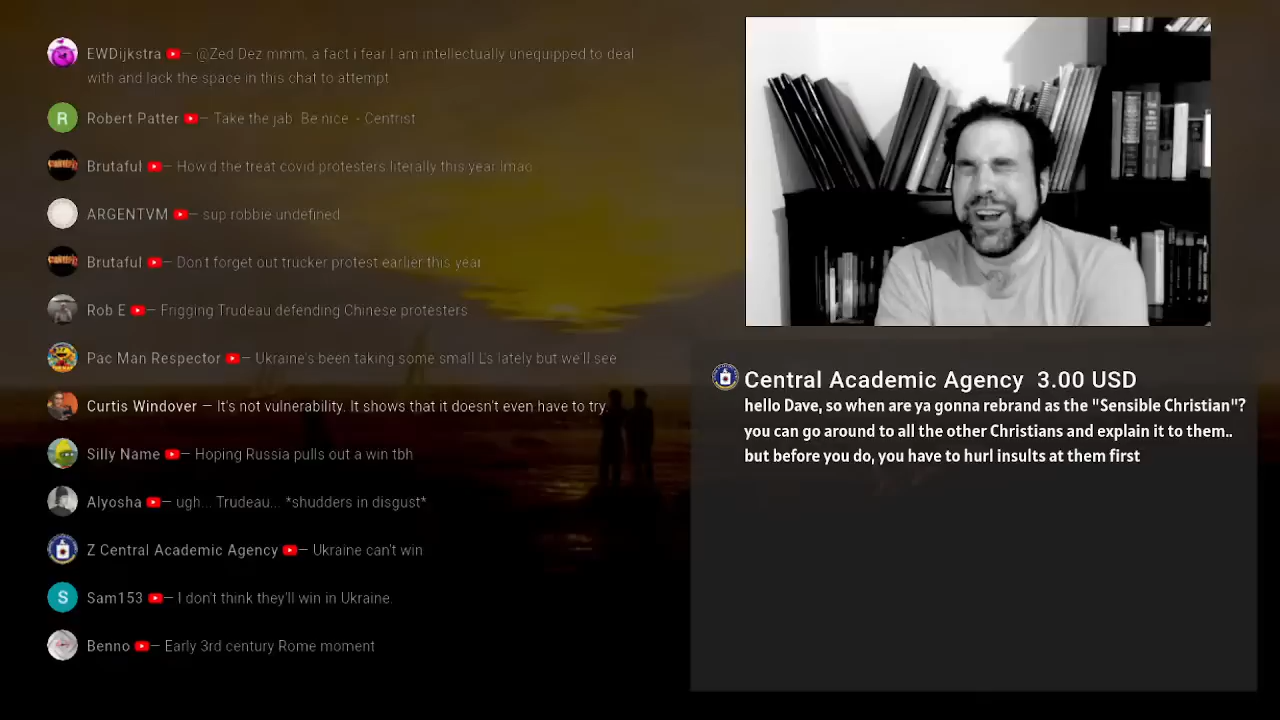 EWDijkstra — @Zed Dez mmm, a fact i fear I am intellectually unequipped to deal
with and lack the space in this chat to attempt
R
Robert Patter — Take the jab Be nice - Centrist
Brutaful — How'd the treat covid protesters literally this year lmao
ARGENTVM — sup robbie undefined
Brutaful — Don't forget out trucker protest earlier this year
Rob E — Frigging Trudeau defending Chinese protesters
Pac Man Respector — Ukraine's been taking some small L's lately but we'll see
Curtis Windover — It's not vulnerability. It shows that it doesn't even have to try.
Silly Name — Hoping Russia pulls out a win tbh
Alyosha — ugh... Trudeau... *shudders in disgust*
Z Central Academic Agency — Ukraine can't win
S
Sam153 — I don't think they'll win in Ukraine.
Benno — Early 3rd century Rome moment
Central Academic Agency 3.00 USD
hello Dave, so when are ya gonna rebrand as the "Sensible Christian"?
you can go around to all the other Christians and explain it to them..
but before you do, you have to hurl insults at them first